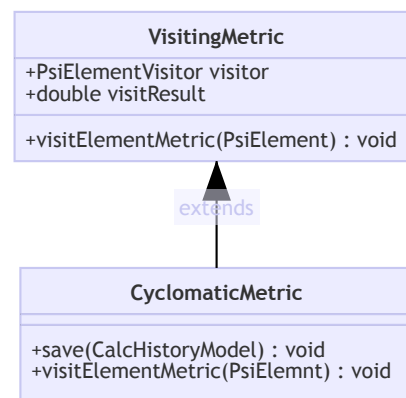 VisitingMetric
+PsiElementVisitor visitor
+double visitResult
+visitElementMetric(PsiElement) : void
extends
CyclomaticMetric
+save(CalcHistoryModel) : void
+visitElementMetric(PsiElemnt) : void